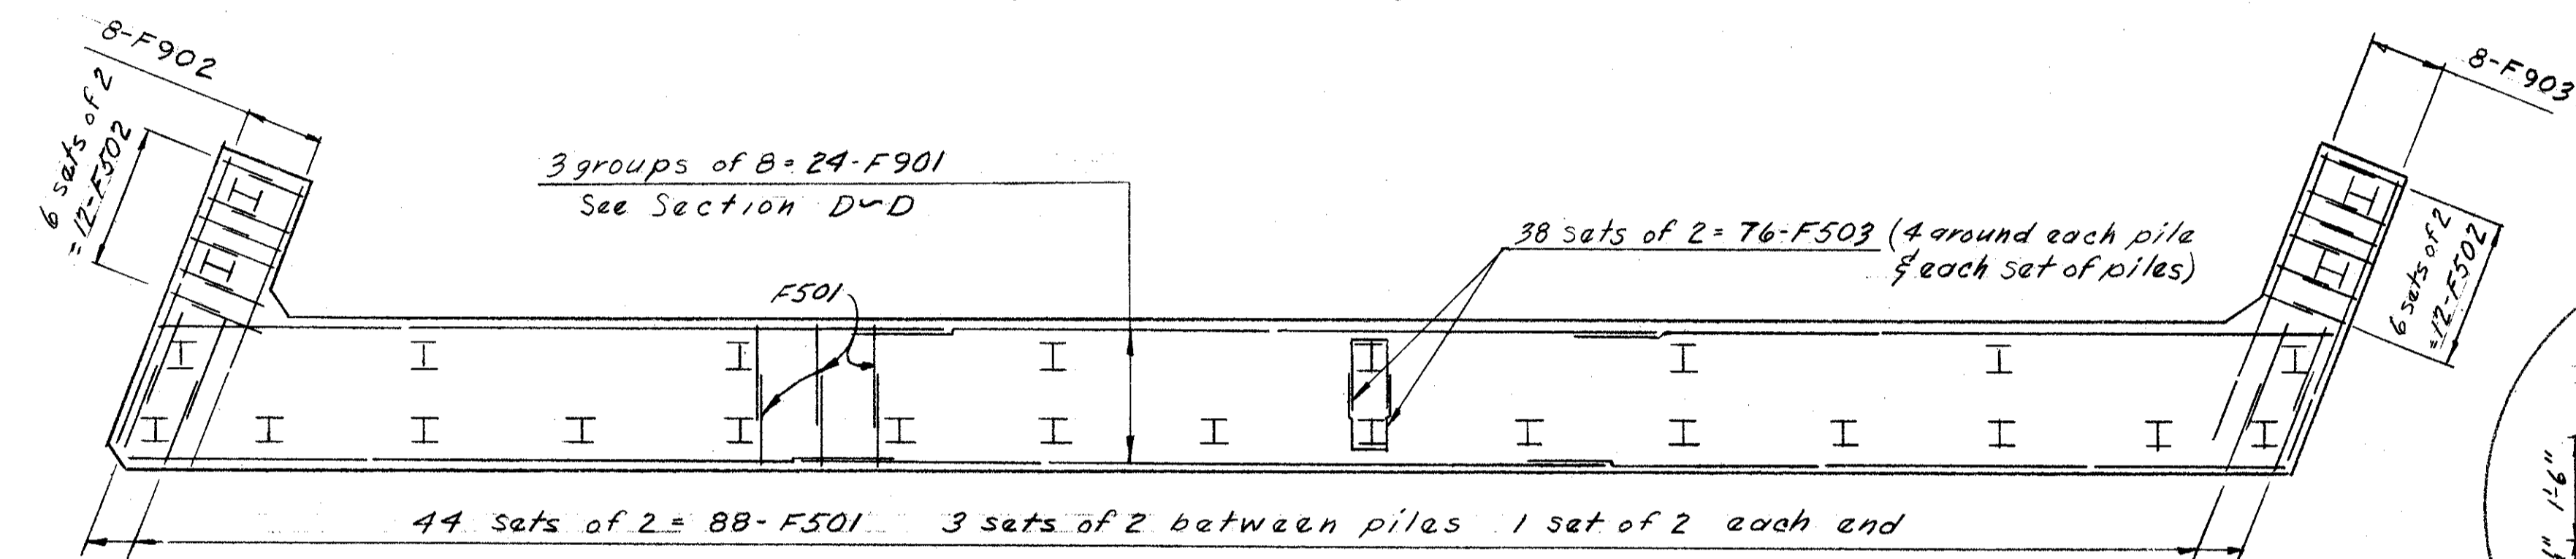 8-F902
6 sets of 2
=12-F502
3 groups of 8= 24-F901
See Section D-D
F501
38 sets of 2 = 76-F503 (4 around each pile
& each set of piles)
8-F903
6 sets of 2
=12-F502
44 sets of 2 = 88-F501 3 sets of 2 between piles 1 set of 2 each end
1'-6"